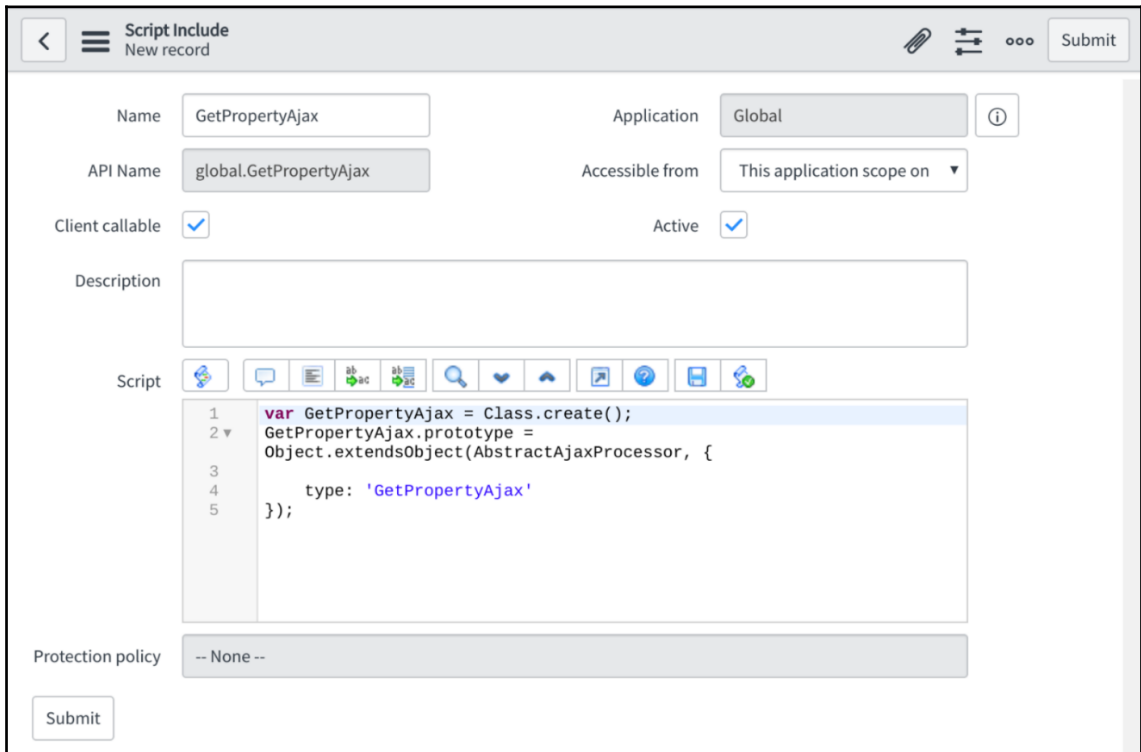 Script Include
New record
Submit
Name
GetPropertyAjax
Application
Global
API Name
global.GetPropertyAjax
Accessible from
This application scope on
Client callable
Active
Description
Script
1 var GetPropertyAjax = Class.create();
2 GetPropertyAjax.prototype =
Object.extendsObject(AbstractAjaxProcessor, {
3
4 type: 'GetPropertyAjax'
5 });
Protection policy
-- None --
Submit